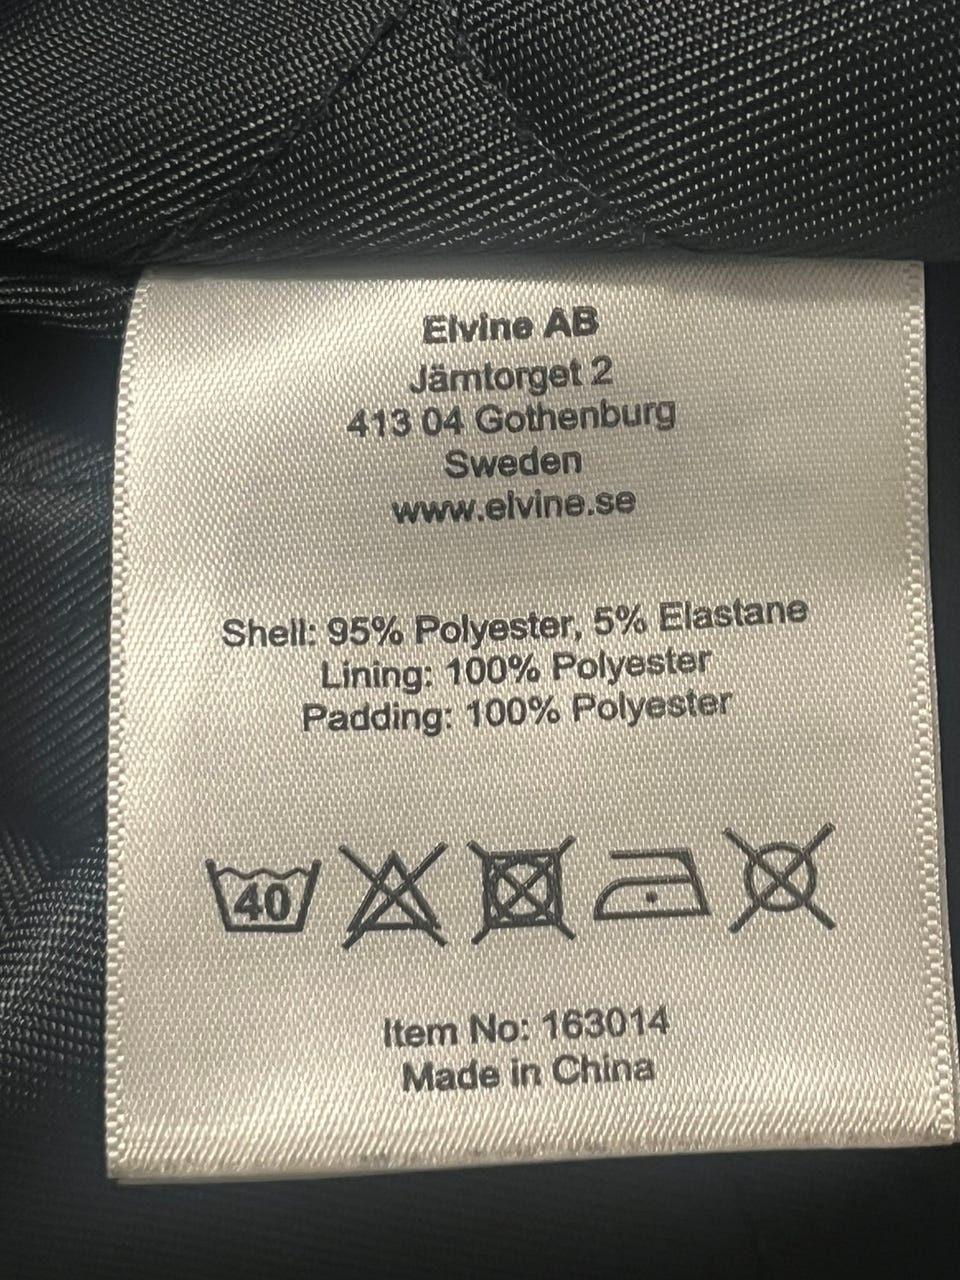 Elvine AB
Jämtorget 2
413 04 Gothenburg
Sweden
www.elvine.se
Shell: 95% Polyester, 5% Elastane
Lining: 100% Polyester
Padding: 100% Polyester
40
Item No: 163014
Made in China